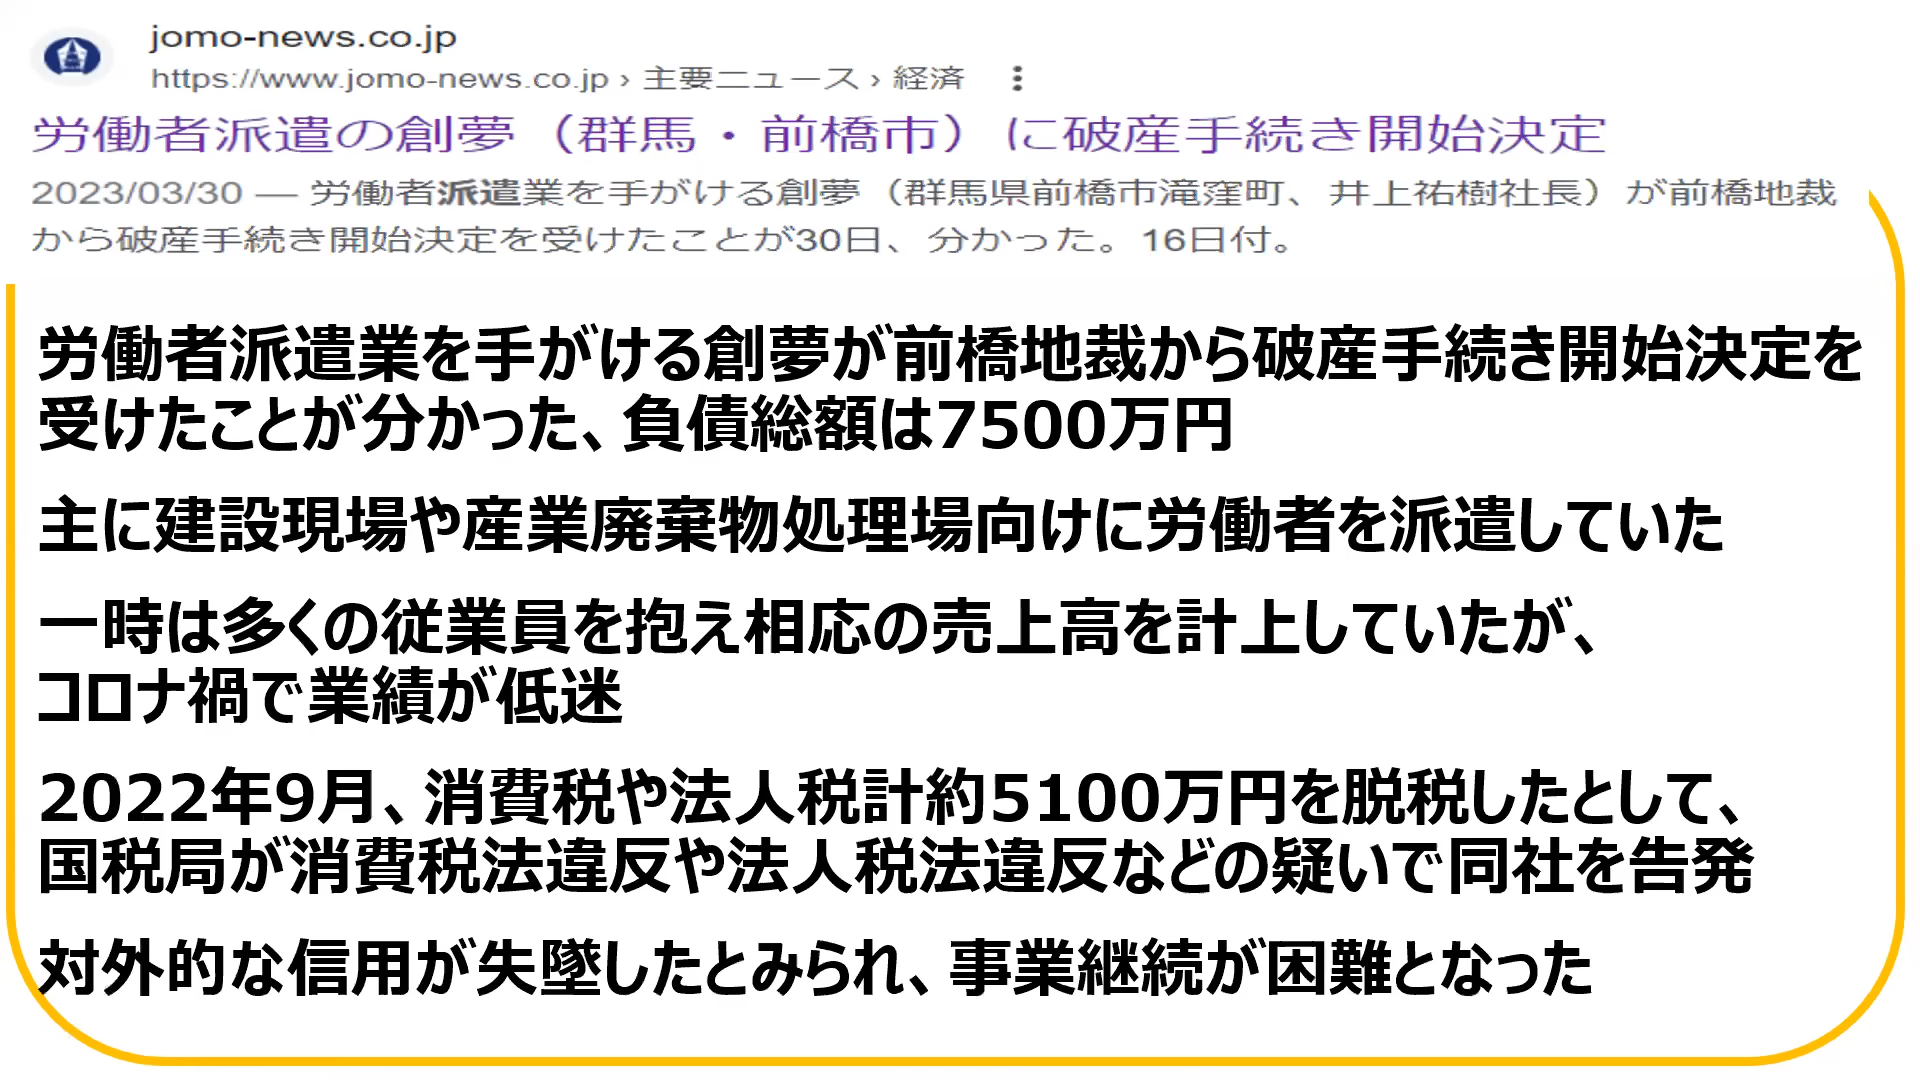 jomo-news.co.jp
https://www.jomo-news.co.jp › 主要ニュース › 経済
労働者派遣の創夢（群馬・前橋市）に破産手続き開始決定
2023/03/30 — 労働者派遣業を手がける創夢（群馬県前橋市滝窪町、井上祐樹社長）が前橋地裁
から破産手続き開始決定を受けたことが30日、分かった。16日付。
労働者派遣業を手がける創夢が前橋地裁から破産手続き開始決定を
受けたことが分かった、負債総額は7500万円
主に建設現場や産業廃棄物処理場向けに労働者を派遣していた
一時は多くの従業員を抱え相応の売上高を計上していたが、
コロナ禍で業績が低迷
2022年9月、消費税や法人税計約5100万円を脱税したとして、
国税局が消費税法違反や法人税法違反などの疑いで同社を告発
対外的な信用が失墜したとみられ、事業継続が困難となった